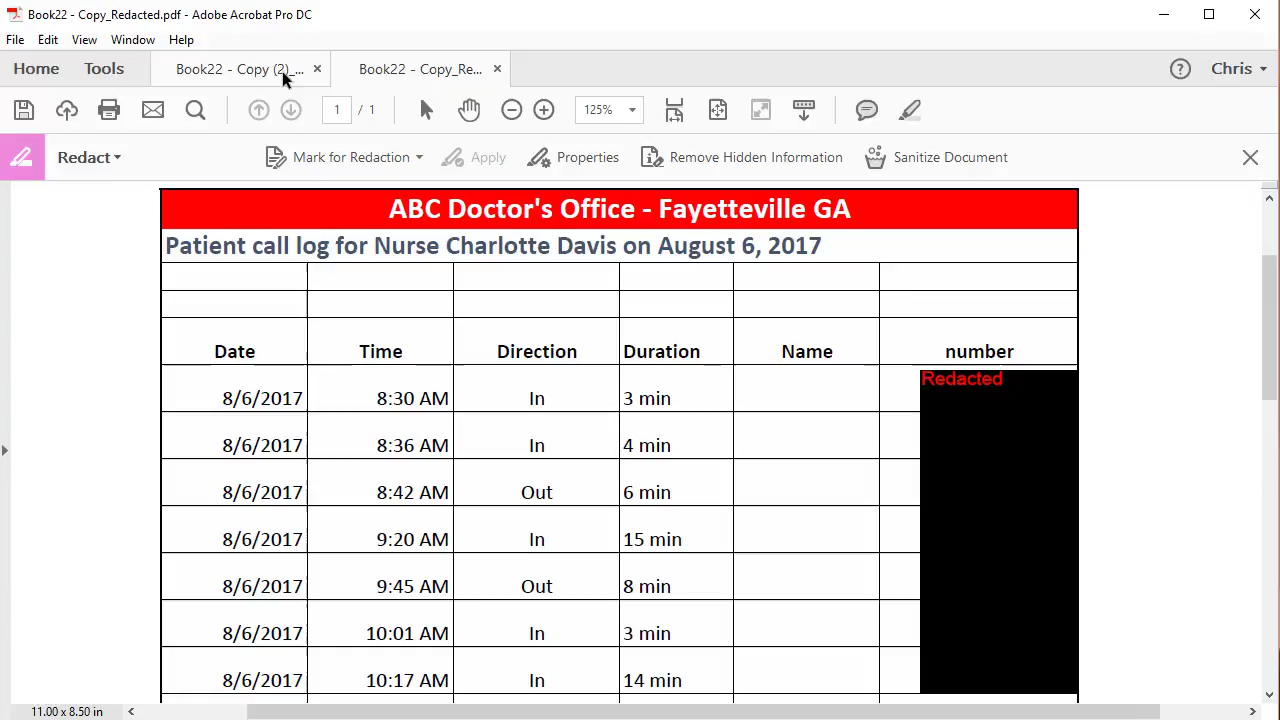 Book22 - Copy_Redacted.pdf - Adobe Acrobat Pro DC
File Edit View Window Help
Home Tools Book22 - Copy (2)_... × Book22 - Copy_Re... × ? Chris
1 / 1 125%
Redact Mark for Redaction Apply Properties Remove Hidden Information Sanitize Document
ABC Doctor's Office - Fayetteville GA
Patient call log for Nurse Charlotte Davis on August 6, 2017
Date Time Direction Duration Name number
Redacted
8/6/2017 8:30 AM In 3 min
8/6/2017 8:36 AM In 4 min
8/6/2017 8:42 AM Out 6 min
8/6/2017 9:20 AM In 15 min
8/6/2017 9:45 AM Out 8 min
8/6/2017 10:01 AM In 3 min
8/6/2017 10:17 AM In 14 min
11.00 x 8.50 in